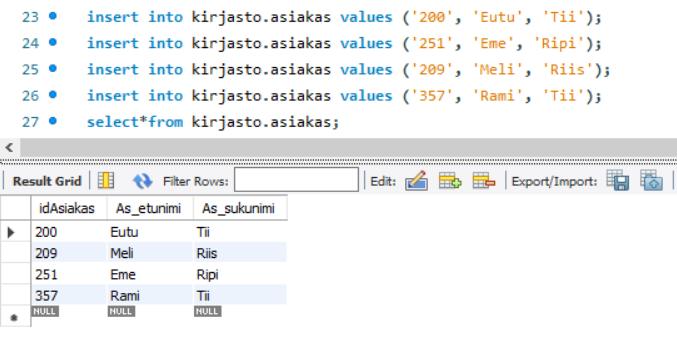 23 insert into kirjasto.asiakas values ('200', 'Eutu', 'Tii');
24 insert into kirjasto.asiakas values ('251', 'Eme', 'Ripi');
25 insert into kirjasto.asiakas values ('209', 'Meli', 'Riis');
26 insert into kirjasto.asiakas values ('357', 'Rami', 'Tii');
27 select*from kirjasto.asiakas;
Result Grid Filter Rows: Edit: Export/Import:
idAsiakas As_etunimi As_sukunimi
200 Eutu Tii
209 Meli Riis
251 Eme Ripi
357 Rami Tii
NULL NULL NULL